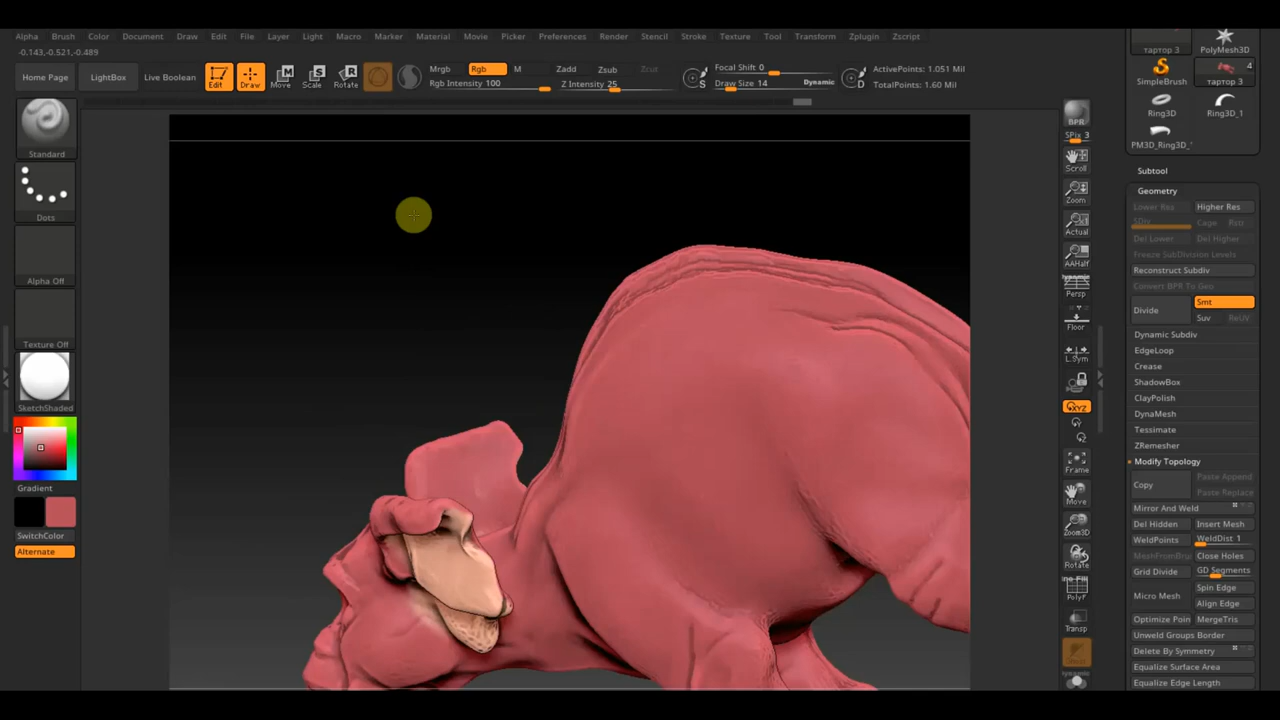 Alpha Brush Color Document Draw Edit File Layer Light Macro Marker Material Movie Picker Preferences Render Stencil Stroke Texture Tool Transform Zplugin Zscript
-0.143,-0.521,-0.489
Home Page LightBox Live Boolean Edit Draw Move Scale Rotate
Mrgb Rgb M Zadd Zsub Zcut
Rgb Intensity 100 Z Intensity 25
Focal Shift 0
Draw Size 14 Dynamic
S D
ActivePoints: 1.051 Mil
TotalPoints: 1.60 Mil
Standard
Dots
Alpha Off
Texture Off
SketchShaded
Gradient
SwitchColor
Alternate
BPR
SPix 3
Scroll
Zoom
Actual
AAHalf
Persp
Floor
L.Sym
XYZ
Frame
Move
Zoom3D
Rotate
PolyF
Transp
тартор 3 PolyMesh3D
SimpleBrush тартор 3 4
Ring3D Ring3D_1
PM3D_Ring3D_'
Subtool
Geometry
Lower Res Higher Res
SDiv Cage Rstr
Del Lower Del Higher
Freeze SubDivision Levels
Reconstruct Subdiv
Convert BPR To Geo
Divide Smt
Suv ReUV
Dynamic Subdiv
EdgeLoop
Crease
ShadowBox
ClayPolish
DynaMesh
Tessimate
ZRemesher
Modify Topology
Copy Paste Append
Paste Replace
Mirror And Weld
Del Hidden Insert Mesh
WeldPoints WeldDist 1
MeshFromBru Close Holes
Grid Divide GD Segments
Micro Mesh Spin Edge
Align Edge
Optimize Poin MergeTris
Unweld Groups Border
Delete By Symmetry
Equalize Surface Area
Equalize Edge Length